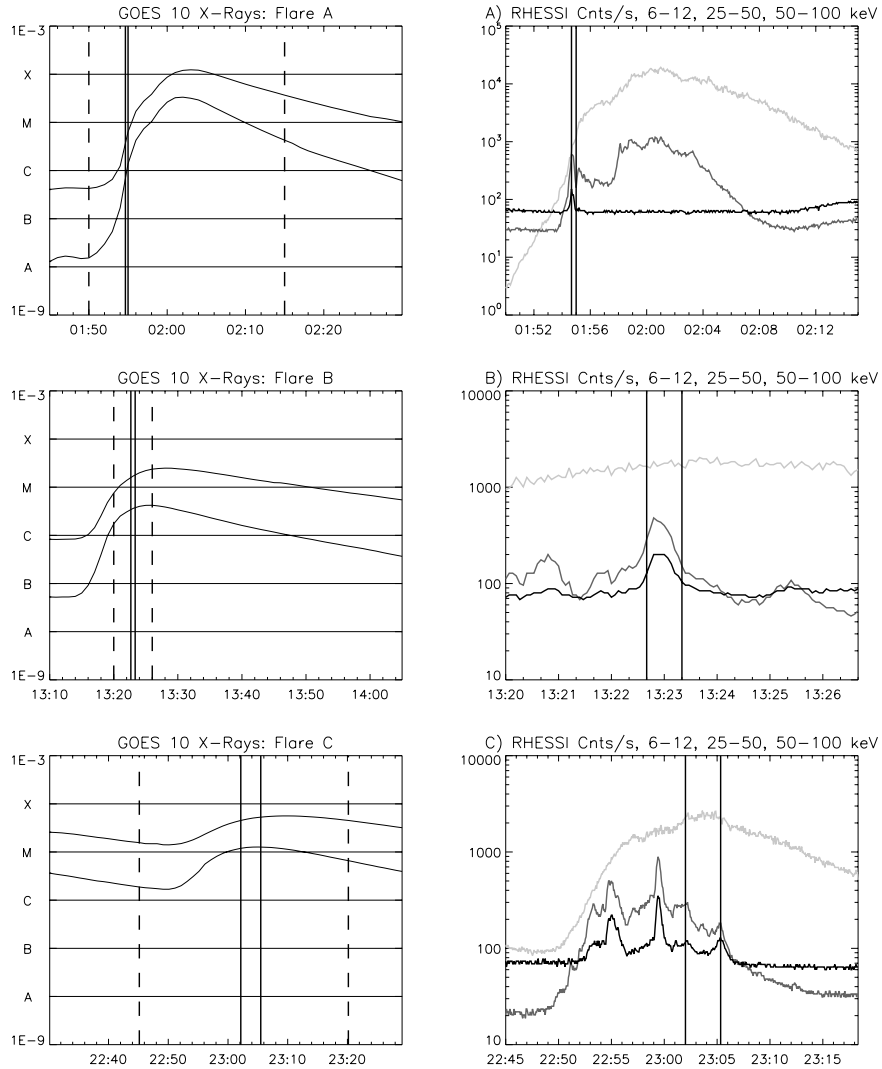 GOES 10 X-Rays: Flare A
1E-3
X
M
C
B
A
1E-9
01:50 02:00 02:10 02:20
A) RHESSI Cnts/s, 6-12, 25-50, 50-100 keV
10^5
10^4
10^3
10^2
10^1
10^0
01:52 01:56 02:00 02:04 02:08 02:12
GOES 10 X-Rays: Flare B
1E-3
X
M
C
B
A
1E-9
13:10 13:20 13:30 13:40 13:50 14:00
B) RHESSI Cnts/s, 6-12, 25-50, 50-100 keV
10000
1000
100
10
13:20 13:21 13:22 13:23 13:24 13:25 13:26
GOES 10 X-Rays: Flare C
1E-3
X
M
C
B
A
1E-9
22:40 22:50 23:00 23:10 23:20
C) RHESSI Cnts/s, 6-12, 25-50, 50-100 keV
10000
1000
100
10
22:45 22:50 22:55 23:00 23:05 23:10 23:15